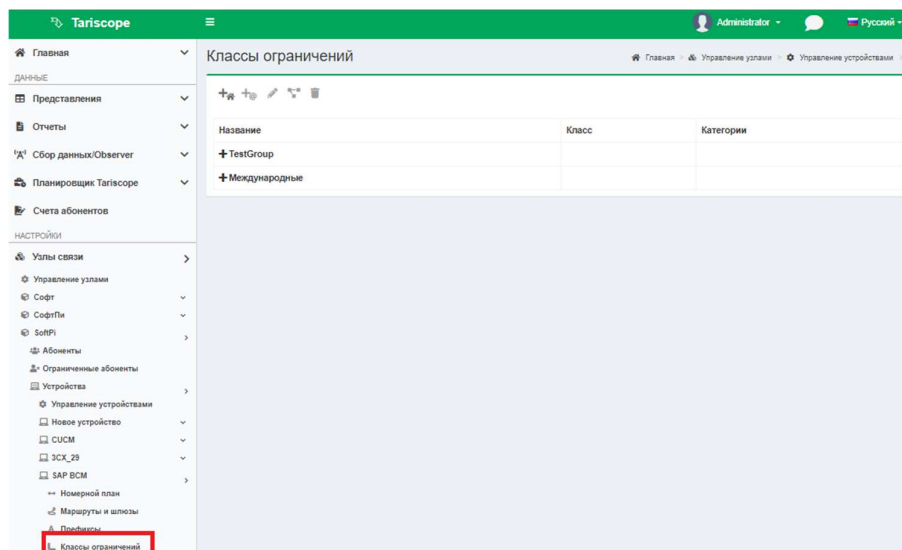 Tariscope
Administrator
Русский
Главная
ДАННЫЕ
Представления
Отчеты
Сбор данных/Observer
Планировщик Tariscope
Счета абонентов
НАСТРОЙКИ
Узлы связи
Управление узлами
Софт
СофтПи
SoftPi
Абоненты
Ограниченные абоненты
Устройства
Управление устройствами
Новое устройство
CUCM
3CX_29
SAP BCM
Номерной план
Маршруты и шлюзы
Префиксы
Классы ограничений
Классы ограничений
Главная > Управление узлами > Управление устройствами >
Название Класс Категории
TestGroup
Международные